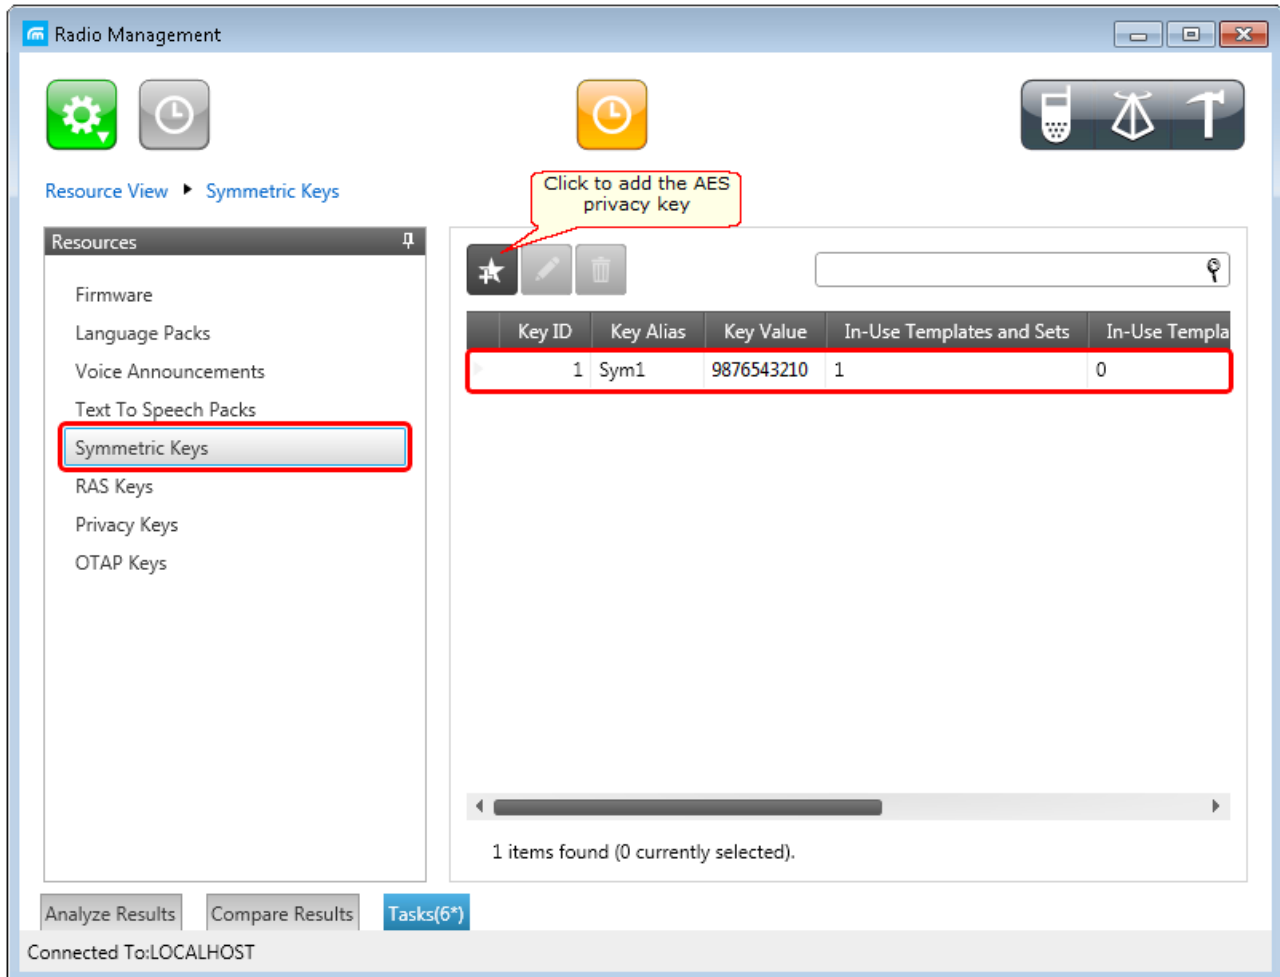 Radio Management
Resource View ▶ Symmetric Keys
Click to add the AES
privacy key
Resources
Firmware
Language Packs
Voice Announcements
Text To Speech Packs
Symmetric Keys
RAS Keys
Privacy Keys
OTAP Keys
Key ID Key Alias Key Value In-Use Templates and Sets In-Use Templa
1 Sym1 9876543210 1 0
1 items found (0 currently selected).
Analyze Results Compare Results Tasks(6*)
Connected To:LOCALHOST